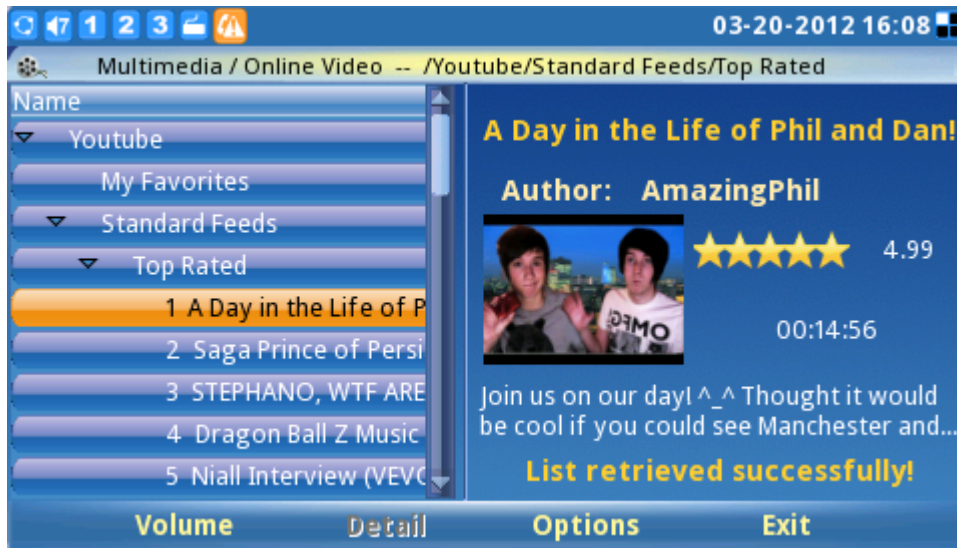 1 2 3
03-20-2012 16:08
Multimedia / Online Video -- /Youtube/Standard Feeds/Top Rated
Name
Youtube
My Favorites
Standard Feeds
Top Rated
1 A Day in the Life of P
2 Saga Prince of Persi
3 STEPHANO, WTF ARE
4 Dragon Ball Z Music
5 Niall Interview (VEVO
A Day in the Life of Phil and Dan!
Author: AmazingPhil
OMFG!
4.99
00:14:56
Join us on our day! ^_^ Thought it would
be cool if you could see Manchester and...
List retrieved successfully!
Volume Detail Options Exit